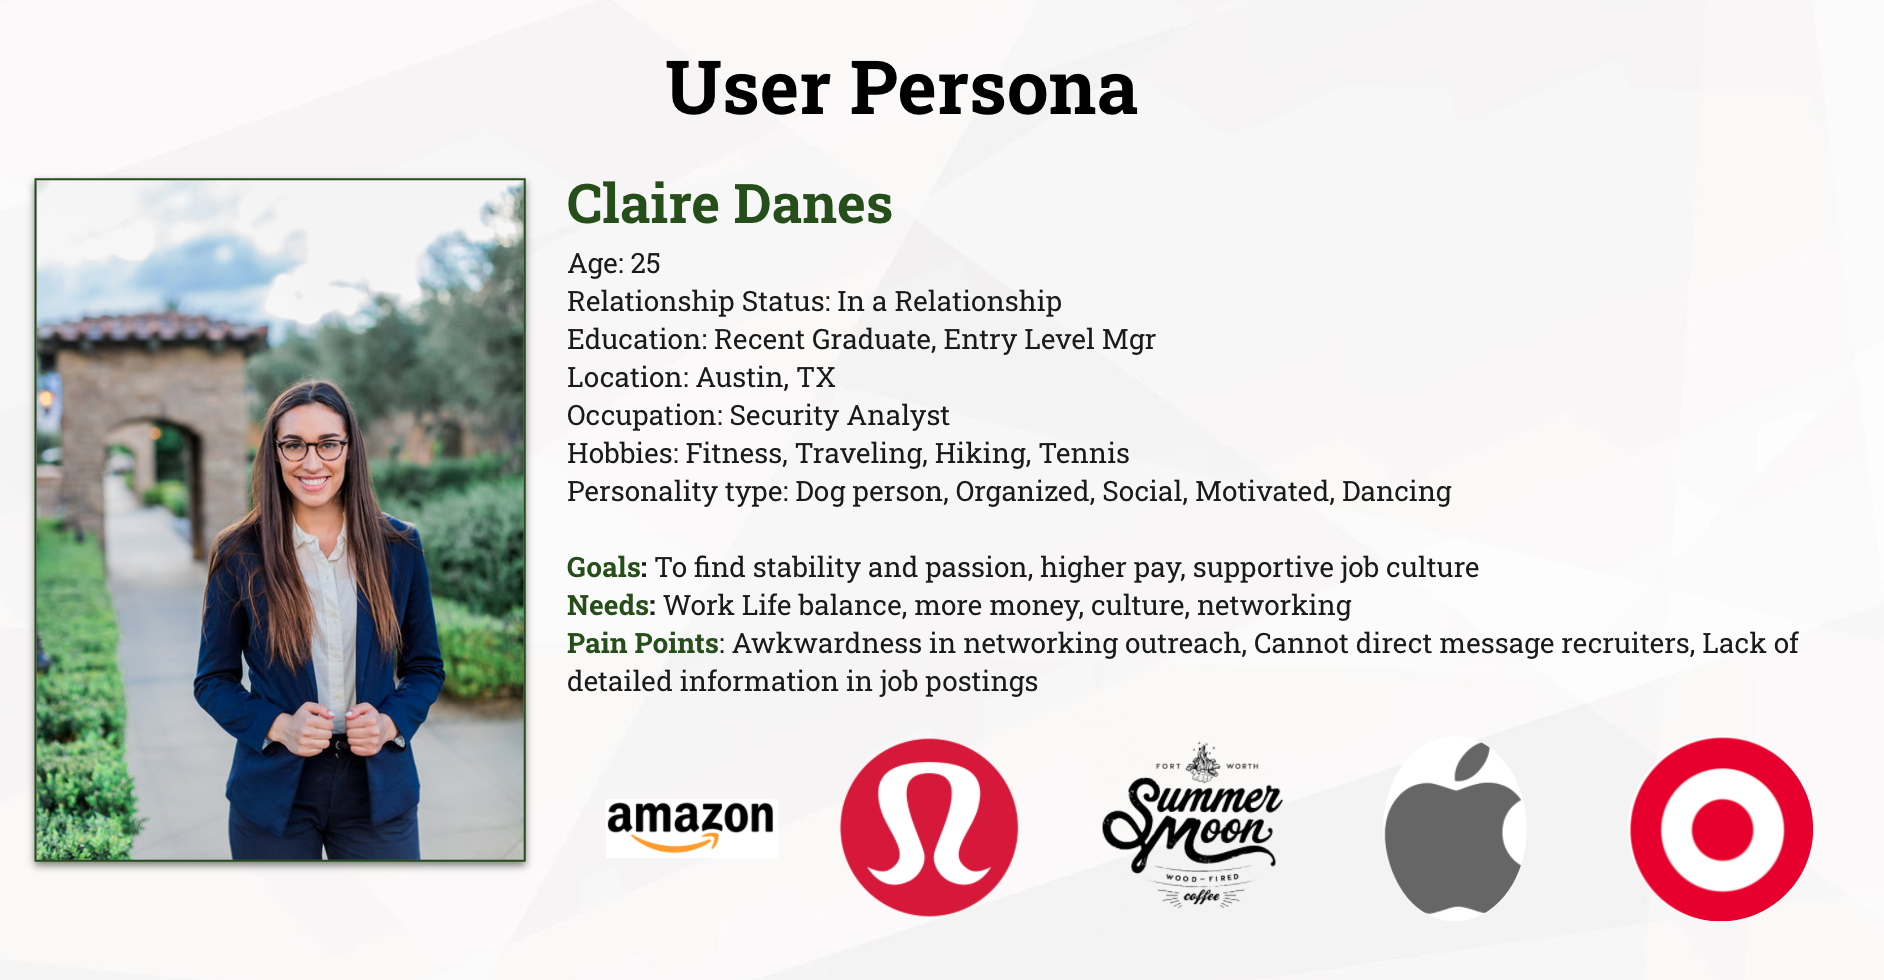 User Persona
Claire Danes
Age: 25
Relationship Status: In a Relationship
Education: Recent Graduate, Entry Level Mgr
Location: Austin, TX
Occupation: Security Analyst
Hobbies: Fitness, Traveling, Hiking, Tennis
Personality type: Dog person, Organized, Social, Motivated, Dancing
Goals: To find stability and passion, higher pay, supportive job culture
Needs: Work Life balance, more money, culture, networking
Pain Points: Awkwardness in networking outreach, Cannot direct message recruiters, Lack of
detailed information in job postings
amazon
FORT WORTH
Summer
Moon
WOOD-FIRED
coffee